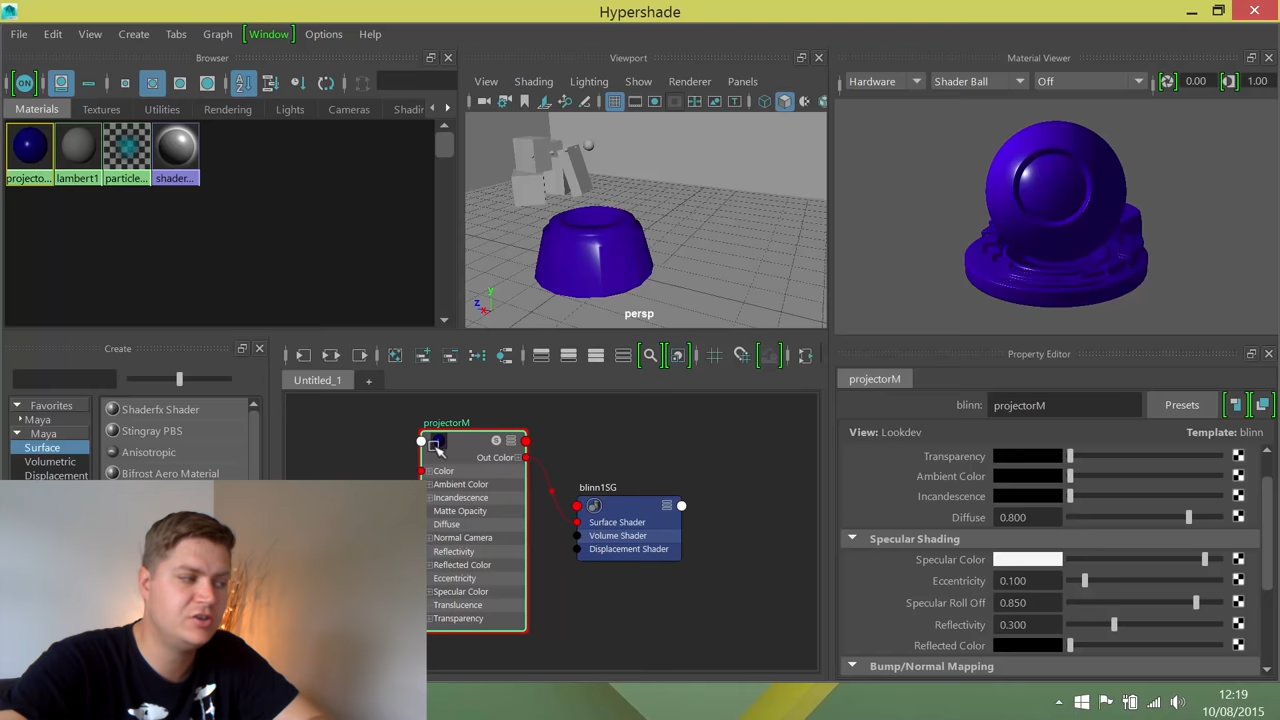 Hypershade
File Edit View Create Tabs Graph [Window] Options Help
Browser
Viewport
Material Viewer
ON
View Shading Lighting Show Renderer Panels
Hardware Shader Ball Off 0.00 1.00
Materials Textures Utilities Rendering Lights Cameras Shadi
projecto... lambert1 particle... shader...
y
z x
persp
Create
Property Editor
Untitled_1 +
projectorM
blinn: projectorM Presets
Favorites
Maya
Maya
Surface
Volumetric
Displacement
Shaderfx Shader
Stingray PBS
Anisotropic
Bifrost Aero Material
projectorM
S
Out Color
Color
Ambient Color
Incandescence
Matte Opacity
Diffuse
Normal Camera
Reflectivity
Reflected Color
Eccentricity
Specular Color
Translucence
Transparency
blinn1SG
Surface Shader
Volume Shader
Displacement Shader
View: Lookdev Template: blinn
Transparency
Ambient Color
Incandescence
Diffuse 0.800
Specular Shading
Specular Color
Eccentricity 0.100
Specular Roll Off 0.850
Reflectivity 0.300
Reflected Color
Bump/Normal Mapping
12:19
10/08/2015